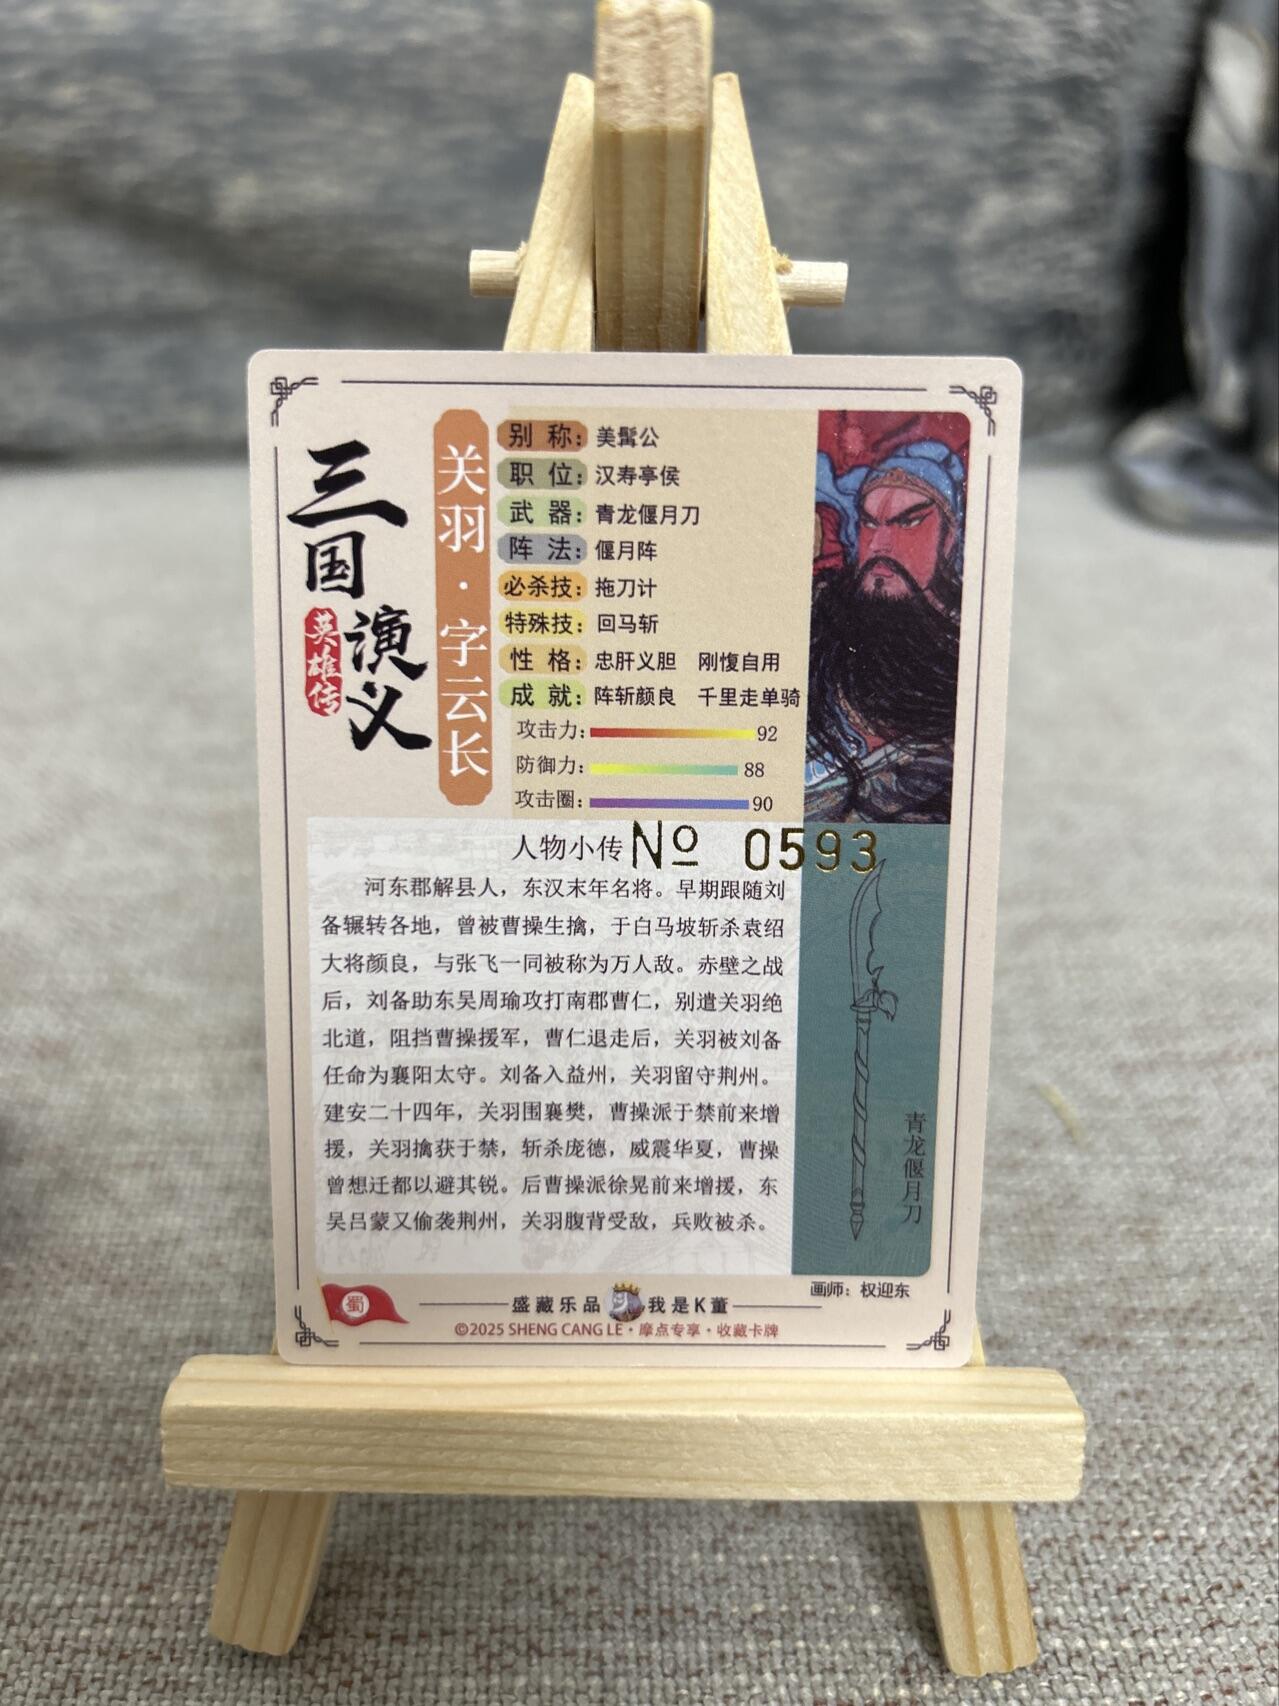 三国演义
英雄传
关羽·字云长
别称：美髯公
职位：汉寿亭侯
武器：青龙偃月刀
阵法：偃月阵
必杀技：拖刀计
特殊技：回马斩
性格：忠肝义胆 刚愎自用
成就：阵斩颜良 千里走单骑
攻击力：92
防御力：88
攻击圈：90
人物小传
No 0593
河东郡解县人，东汉末年名将。早期跟随刘
备辗转各地，曾被曹操生擒，于白马坡斩杀袁绍
大将颜良，与张飞一同被称为万人敌。赤壁之战
后，刘备助东吴周瑜攻打南郡曹仁，别遣关羽绝
北道，阻挡曹操援军，曹仁退走后，关羽被刘备
任命为襄阳太守。刘备入益州，关羽留守荆州。
建安二十四年，关羽围襄樊，曹操派于禁前来增
援，关羽擒获于禁，斩杀庞德，威震华夏，曹操
曾想迁都以避其锐。后曹操派徐晃前来增援，东
吴吕蒙又偷袭荆州，关羽腹背受敌，兵败被杀。
青龙偃月刀
画师：权迎东
蜀
盛藏乐品 我是K董
©2025 SHENG CANG LE·摩点专享·收藏卡牌